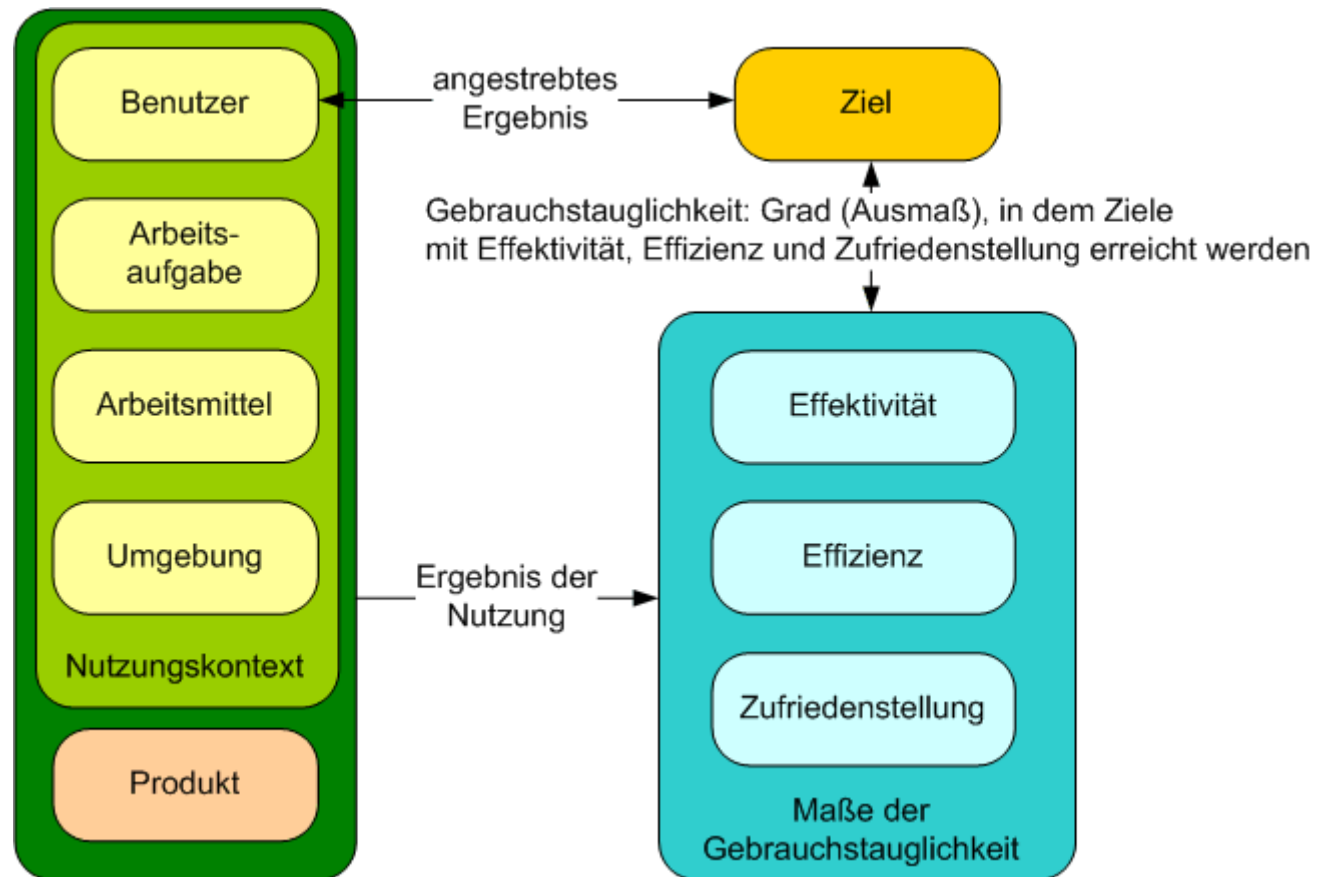 Benutzer
Arbeits-
aufgabe
Arbeitsmittel
Umgebung
Nutzungskontext
Produkt
angestrebtes
Ergebnis
Ziel
Gebrauchstauglichkeit: Grad (Ausmaß), in dem Ziele
mit Effektivität, Effizienz und Zufriedenstellung erreicht werden
Ergebnis der
Nutzung
Effektivität
Effizienz
Zufriedenstellung
Maße der
Gebrauchstauglichkeit